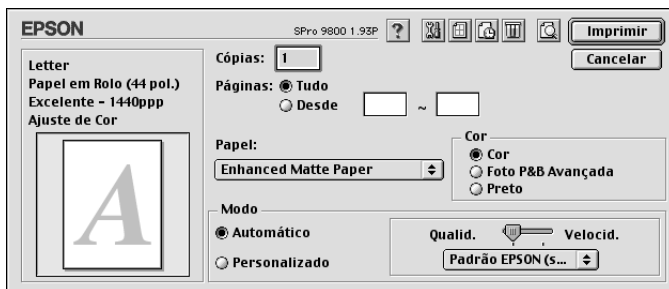 EPSON
SPro 9800 1.93P
?
Imprimir
Cancelar
Letter
Papel em Rolo (44 pol.)
Excelente - 1440ppp
Ajuste de Cor
A
Cópias: 1
Páginas: Tudo
Desde ~
Papel:
Enhanced Matte Paper
Cor
Cor
Foto P&B Avançada
Preto
Modo
Automático
Personalizado
Qualid. Velocid.
Padrão EPSON (s...